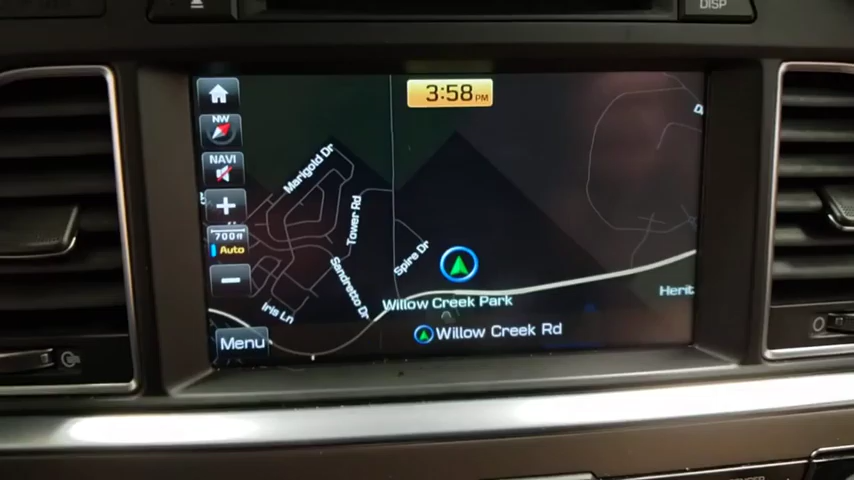 DISP
3:58 PM
NW
NAVI
Marigold Dr
Tower Rd
700ft
Auto
Spire Dr
Sandretto Dr
Herit
Willow Creek Park
Iris Ln
Willow Creek Rd
Menu